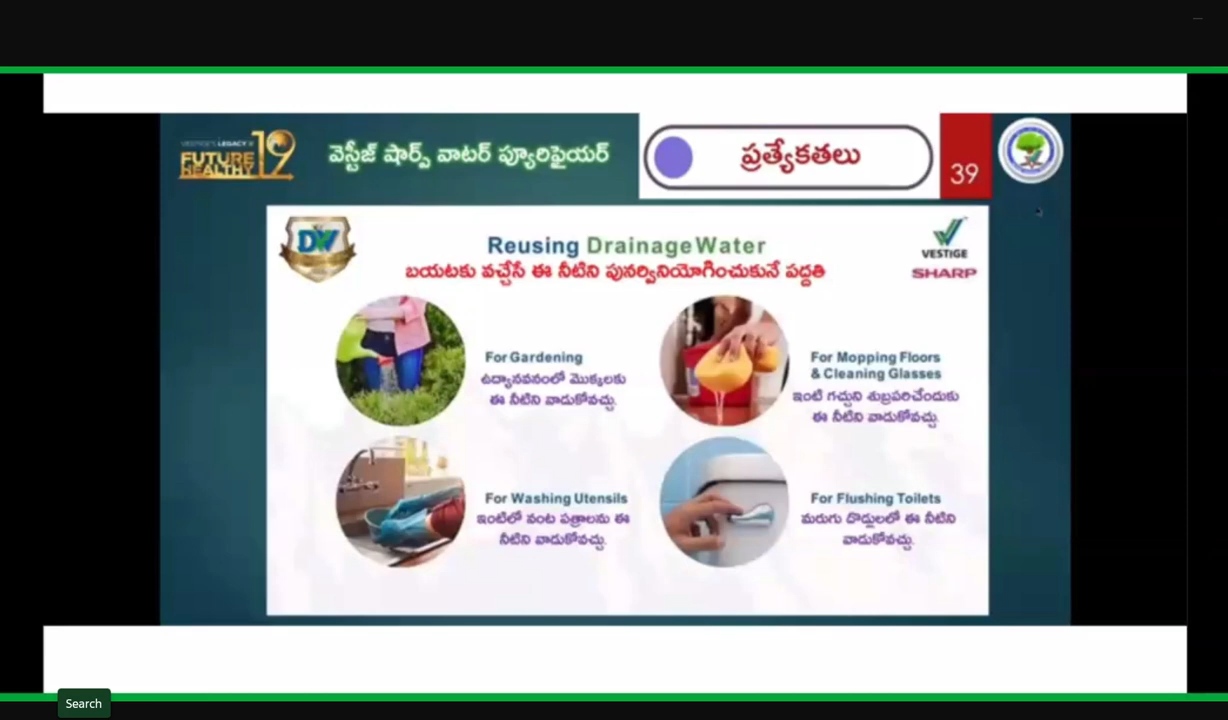 VESTIGE'S LEGACY
FUTURE
HEALTHY
19
వెస్టీజ్ షార్ప్ వాటర్ ప్యూరిఫైయర్
ప్రత్యేకతలు
39
DW
Reusing Drainage Water
బయటకు వచ్చేసే ఈ నీటిని పునర్వినియోగించుకునే పద్దతి
VESTIGE
SHARP
For Gardening
ఉద్యానవనంలో మొక్కలకు
ఈ నీటిని వాడుకోవచ్చు.
For Mopping Floors
& Cleaning Glasses
ఇంటి గచ్చుని శుబ్రపరిచేందుకు
ఈ నీటిని వాడుకోవచ్చు.
For Washing Utensils
ఇంటిలో వంట పత్రాలను ఈ
నీటిని వాడుకోవచ్చు.
For Flushing Toilets
మరుగు దొడ్లులలో ఈ నీటిని
వాడుకోవచ్చు.
Search